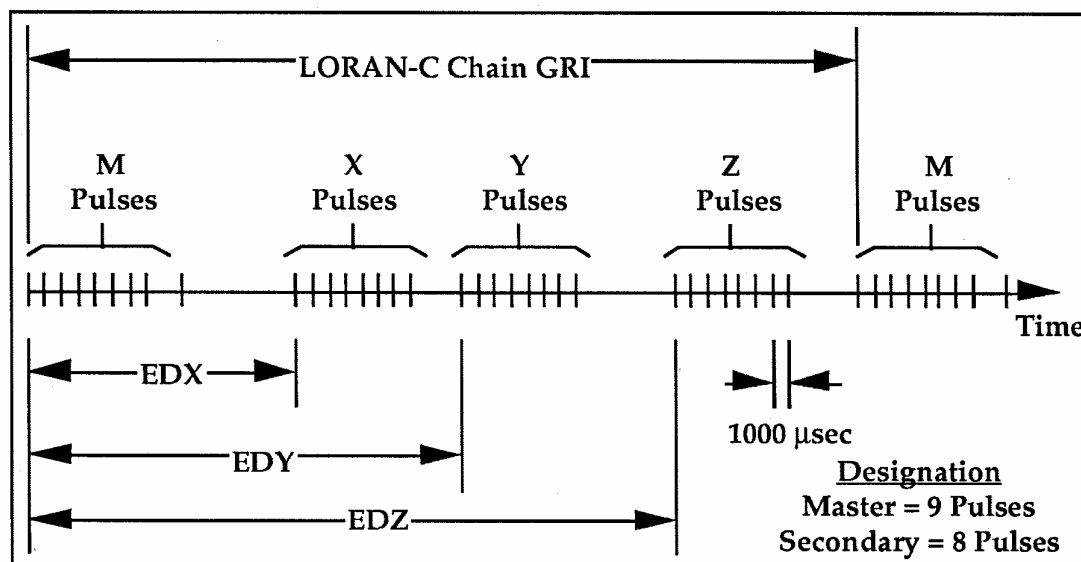 LORAN-C Chain GRI
M
Pulses
X
Pulses
Y
Pulses
Z
Pulses
M
Pulses
Time
EDX
1000 µsec
EDY
EDZ
Designation
Master = 9 Pulses
Secondary = 8 Pulses